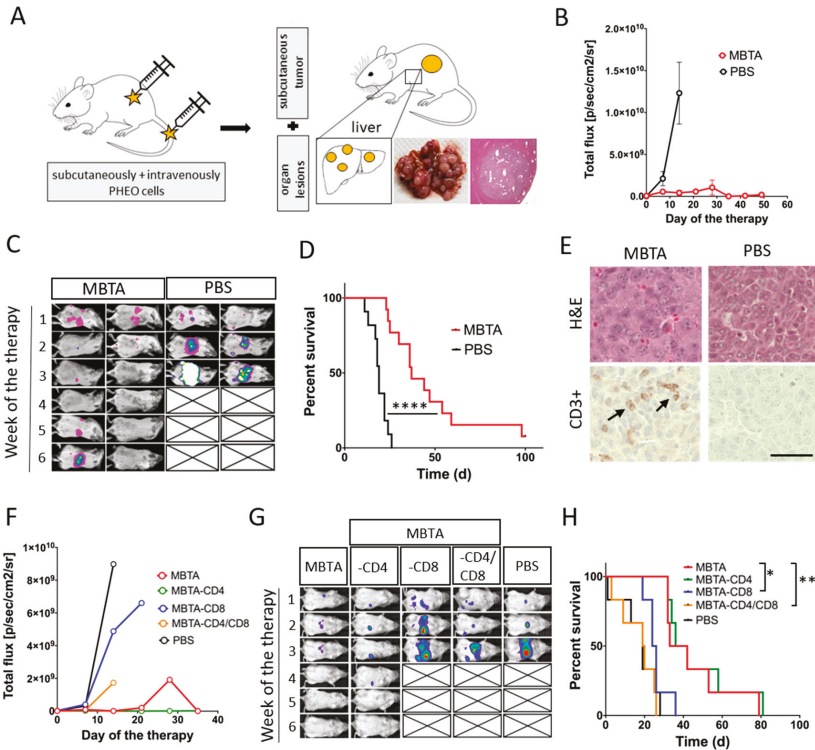 A
subcutaneously + intravenously
PHEO cells
subcutaneous
tumor
+
organ
lesions
liver
B
Total flux [p/sec/cm2/sr]
2.0×10¹⁰
1.5×10¹⁰
1.0×10¹⁰
5.0×10⁹
0.0
0 10 20 30 40 50 60
Day of the therapy
MBTA
PBS
C
MBTA PBS
Week of the therapy
1
2
3
4
5
6
D
Percent survival
100
50
0
0 50 100
Time (d)
MBTA
PBS
****
E
MBTA PBS
H&E
CD3+
F
Total flux [p/sec/cm2/sr]
1×10¹⁰
8×10⁹
6×10⁹
4×10⁹
2×10⁹
0
0 10 20 30 40
Day of the therapy
MBTA
MBTA-CD4
MBTA-CD8
MBTA-CD4/CD8
PBS
G
MBTA
MBTA -CD4 -CD8 -CD4/ PBS
CD8
Week of the therapy
1
2
3
4
5
6
H
Percent survival
100
50
0
0 20 40 60 80 100
Time (d)
MBTA
MBTA-CD4
MBTA-CD8
MBTA-CD4/CD8
PBS
*
**